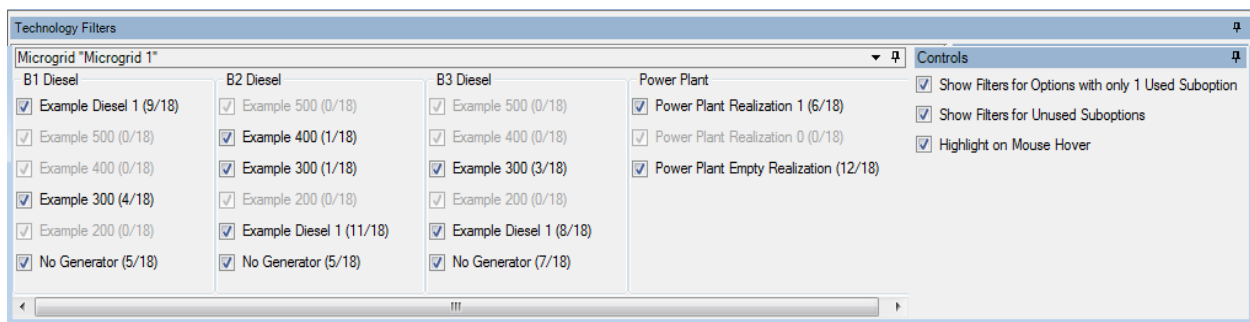 Technology Filters
Microgrid "Microgrid 1"
B1 Diesel
Example Diesel 1 (9/18)
Example 500 (0/18)
Example 400 (0/18)
Example 300 (4/18)
Example 200 (0/18)
No Generator (5/18)
B2 Diesel
Example 500 (0/18)
Example 400 (1/18)
Example 300 (1/18)
Example 200 (0/18)
Example Diesel 1 (11/18)
No Generator (5/18)
B3 Diesel
Example 500 (0/18)
Example 400 (0/18)
Example 300 (3/18)
Example 200 (0/18)
Example Diesel 1 (8/18)
No Generator (7/18)
Power Plant
Power Plant Realization 1 (6/18)
Power Plant Realization 0 (0/18)
Power Plant Empty Realization (12/18)
Controls
Show Filters for Options with only 1 Used Suboption
Show Filters for Unused Suboptions
Highlight on Mouse Hover